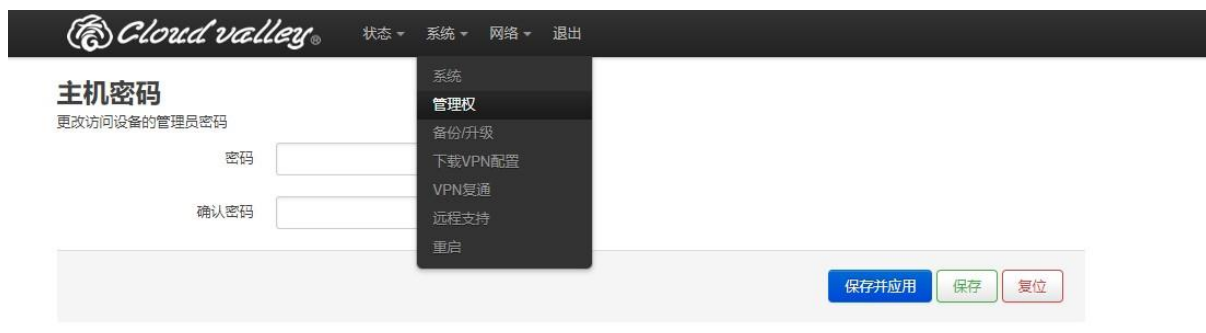 Cloud valley® 状态 系统 网络 退出
系统
管理权
备份/升级
下载VPN配置
VPN复通
远程支持
重启
主机密码
更改访问设备的管理员密码
密码
确认密码
保存并应用 保存 复位